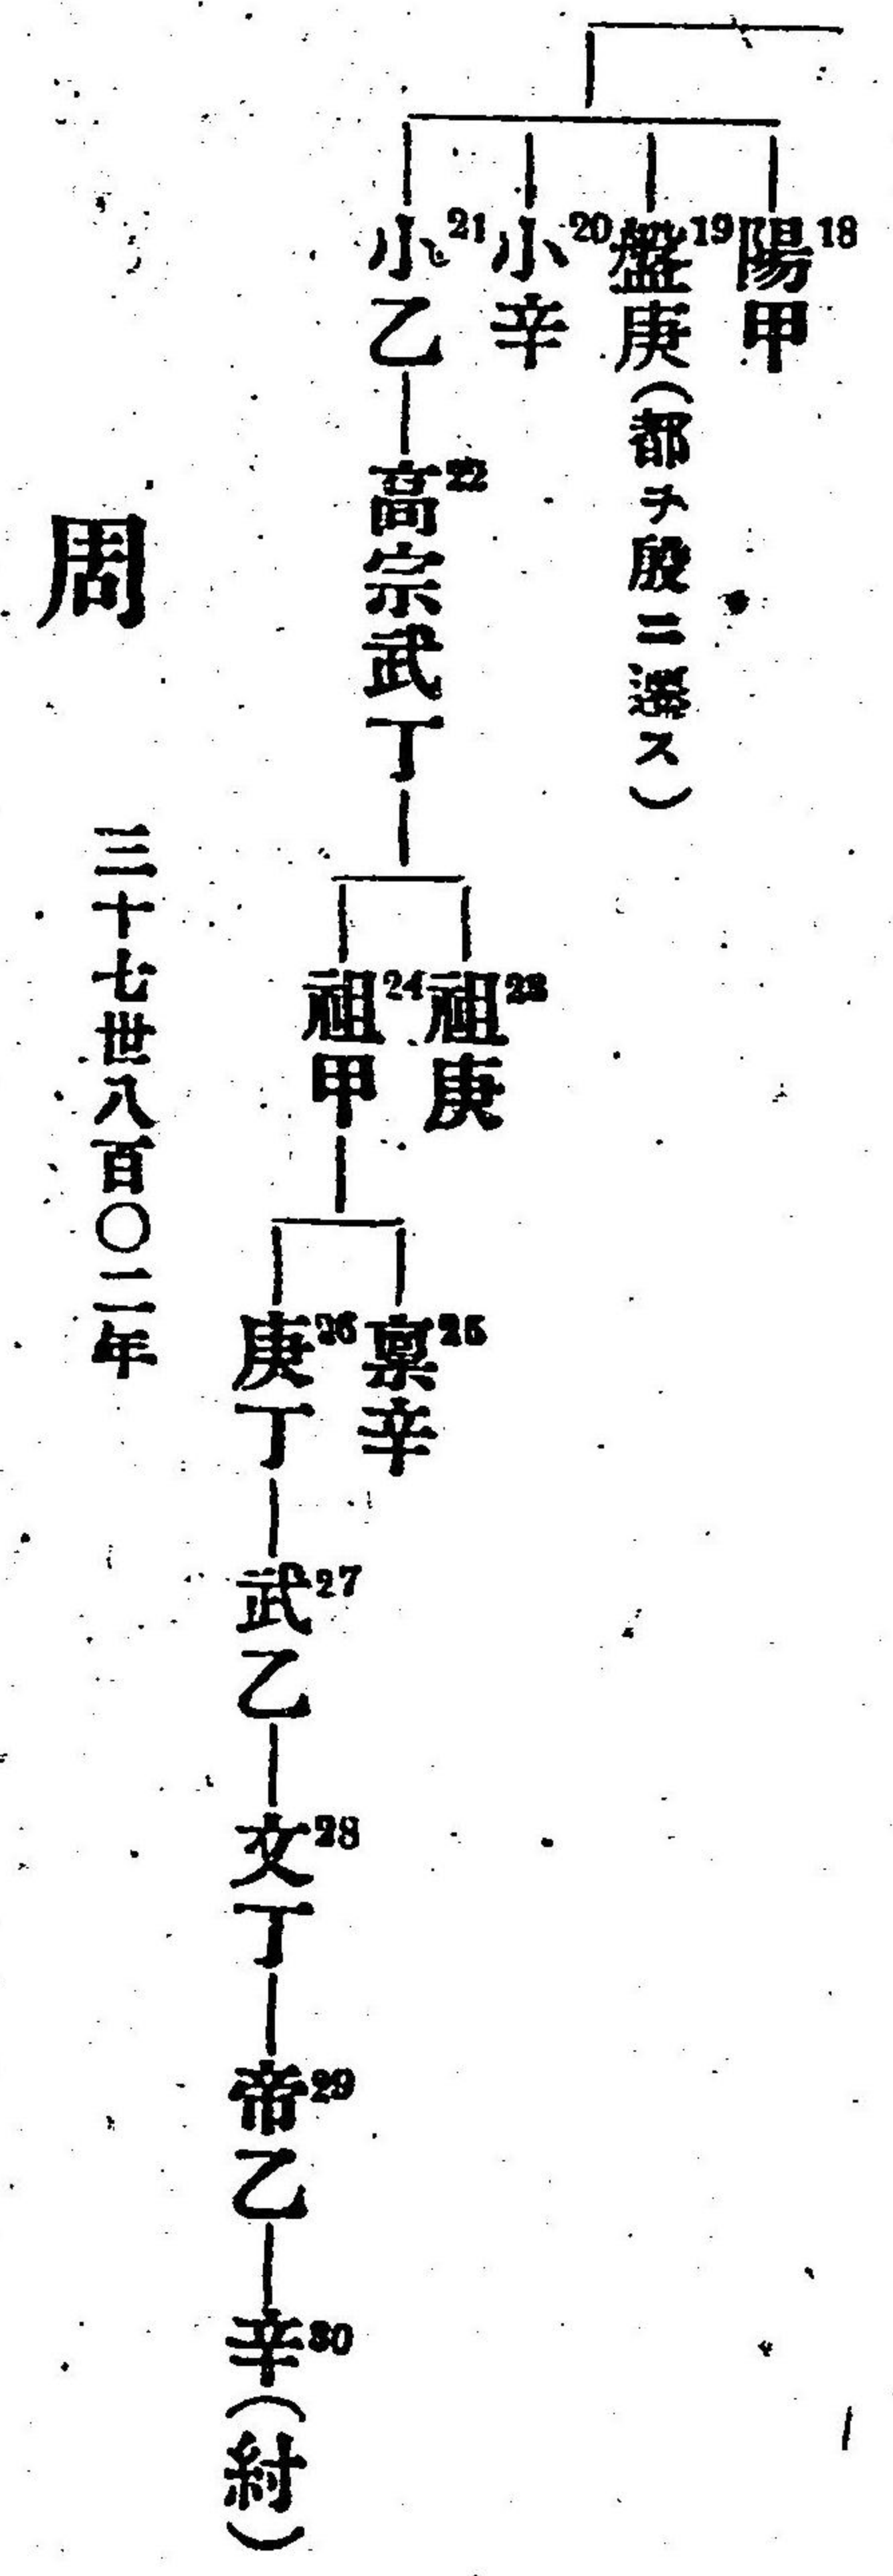 陽甲18
盤庚19(都ヲ殷ニ遷ス)
小辛20
小乙21
高宗武丁22
祖庚23
祖甲24
稟辛25
庚丁26
武乙27
文丁28
帝乙29
辛30(紂)
周 三十七世八百〇二年